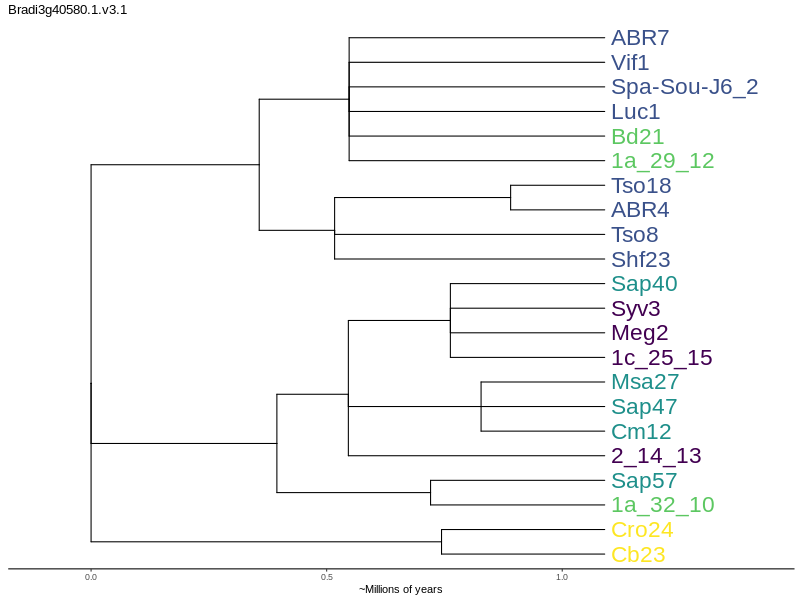 Bradi3g40580.1.v3.1
ABR7
Vif1
Spa-Sou-J6_2
Luc1
Bd21
1a_29_12
Tso18
ABR4
Tso8
Shf23
Sap40
Syv3
Meg2
1c_25_15
Msa27
Sap47
Cm12
2_14_13
Sap57
1a_32_10
Cro24
Cb23
0.0 0.5 1.0
~Millions of years